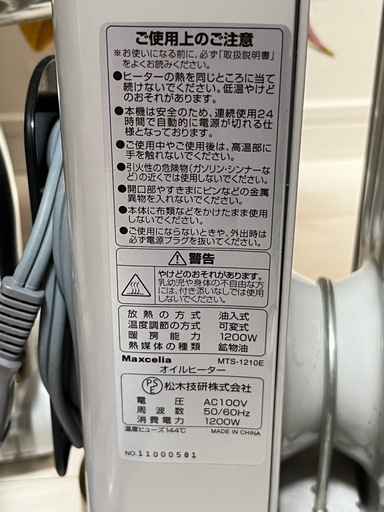 ご使用上のご注意
※お使いになる前に、必ず「取扱説明書」
をよくお読みください。
●ヒーターの熱を同じところに当て
続けないでください。低温やけど
のおそれがあります。
●本機は安全のため、連続使用24
時間で自動的に電源が切れる仕
様となっております。
●ご使用中やご使用後は、高温部に
手を触れないでください。
●引火性の危険物(ガソリン・シンナー
など)の近くでは使用しないでください。
●開口部やすきまにピンなどの金属
異物を入れないでください。
●本体に布類などをかけたまま使用
しないでください。
●ご使用にならないときや、外出時は
必ず電源プラグを抜いてください。
警告
やけどのおそれがあります。
乳幼児や身体の不自由な方
には、付き添いなしで使用
させないでください。
放熱の方式 油入式
温度調節の方式 可変式
暖房能力 1200W
熱媒体の種類 鉱物油
Maxcelia MTS-1210E
オイルヒーター
PSE 松木技研株式会社
電圧 AC100V
周波数 50/60Hz
消費電力 1200W
温度ヒューズ144℃ MADE IN CHINA
NO.11000581